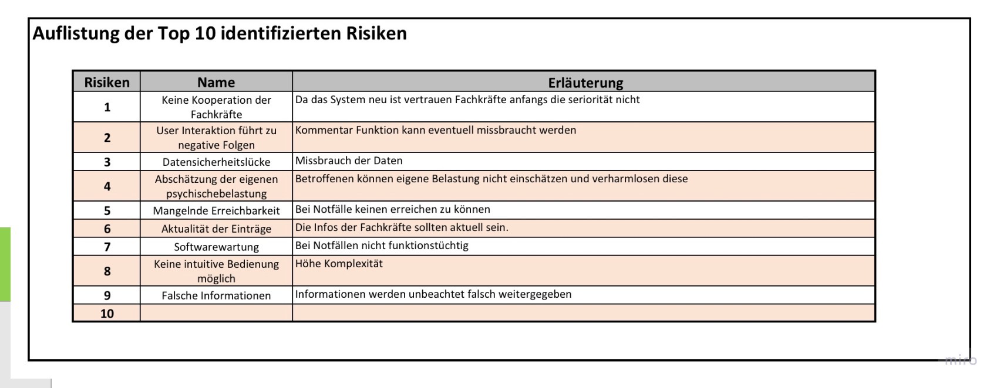 Auflistung der Top 10 identifizierten Risiken
Risiken Name Erläuterung
1 Keine Kooperation der Fachkräfte Da das System neu ist vertrauen Fachkräfte anfangs die seriorität nicht
2 User Interaktion führt zu negative Folgen Kommentar Funktion kann eventuell missbraucht werden
3 Datensicherheitslücke Missbrauch der Daten
4 Abschätzung der eigenen psychischebelastung Betroffenen können eigene Belastung nicht einschätzen und verharmlosen diese
5 Mangelnde Erreichbarkeit Bei Notfälle keinen erreichen zu können
6 Aktualität der Einträge Die Infos der Fachkräfte sollten aktuell sein.
7 Softwarewartung Bei Notfällen nicht funktionstüchtig
8 Keine intuitive Bedienung möglich Höhe Komplexität
9 Falsche Informationen Informationen werden unbeachtet falsch weitergegeben
10
miro